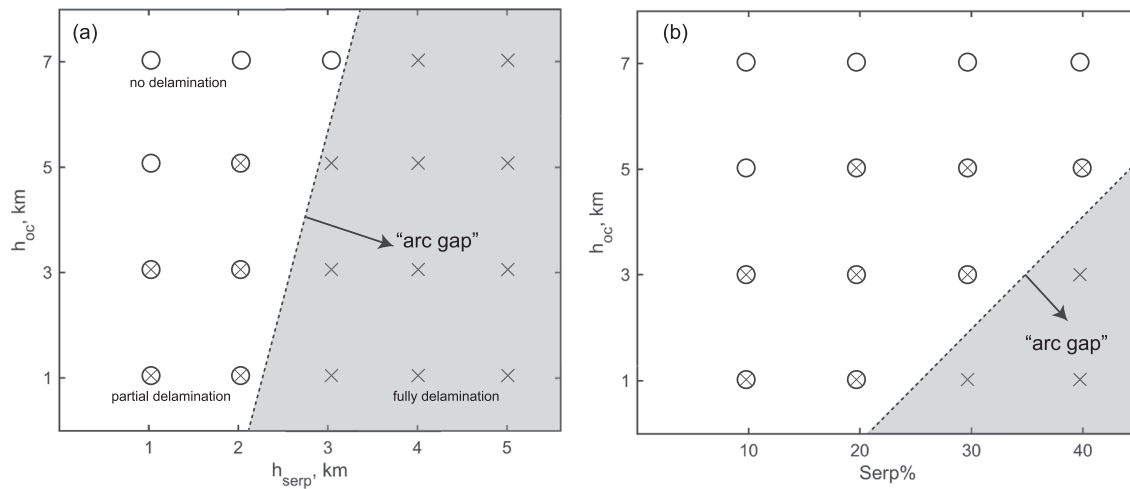 (a)
7
5
3
1
h_oc, km
no delamination
"arc gap"
partial delamination
fully delamination
1 2 3 4 5
h_serp, km
(b)
7
5
3
1
h_oc, km
"arc gap"
10 20 30 40
Serp%